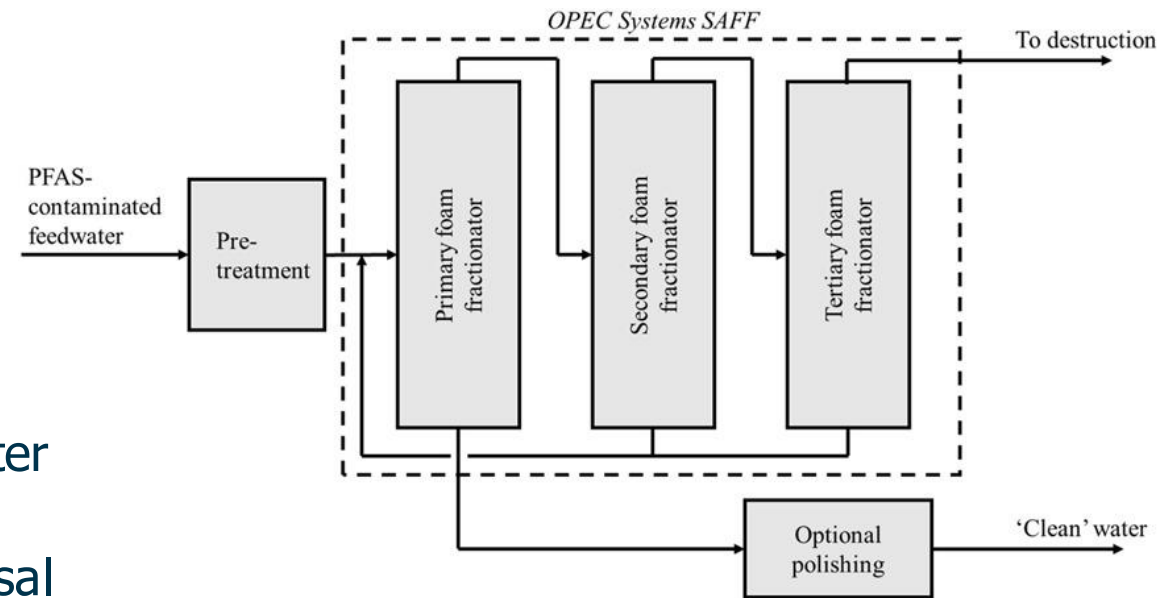 OPEC Systems SAFF
To destruction
PFAS-
contaminated
feedwater
Pre-
treatment
Primary foam
fractionator
Secondary foam
fractionator
Tertiary foam
fractionator
ter
sal
Optional
polishing
‘Clean’ water